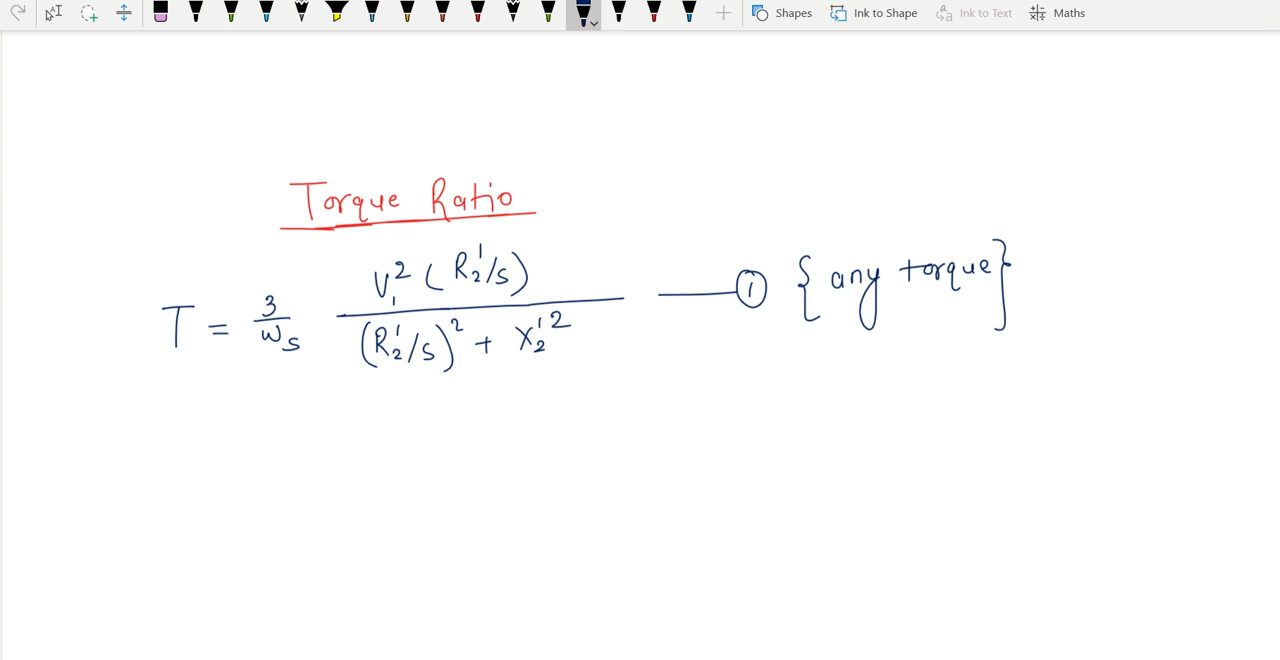 Shapes Ink to Shape Ink to Text Maths
Torque Ratio
T = 3/ωs V₁² (R₂'/s) / ((R₂'/s)² + X₂'²) —— ① {any torque}